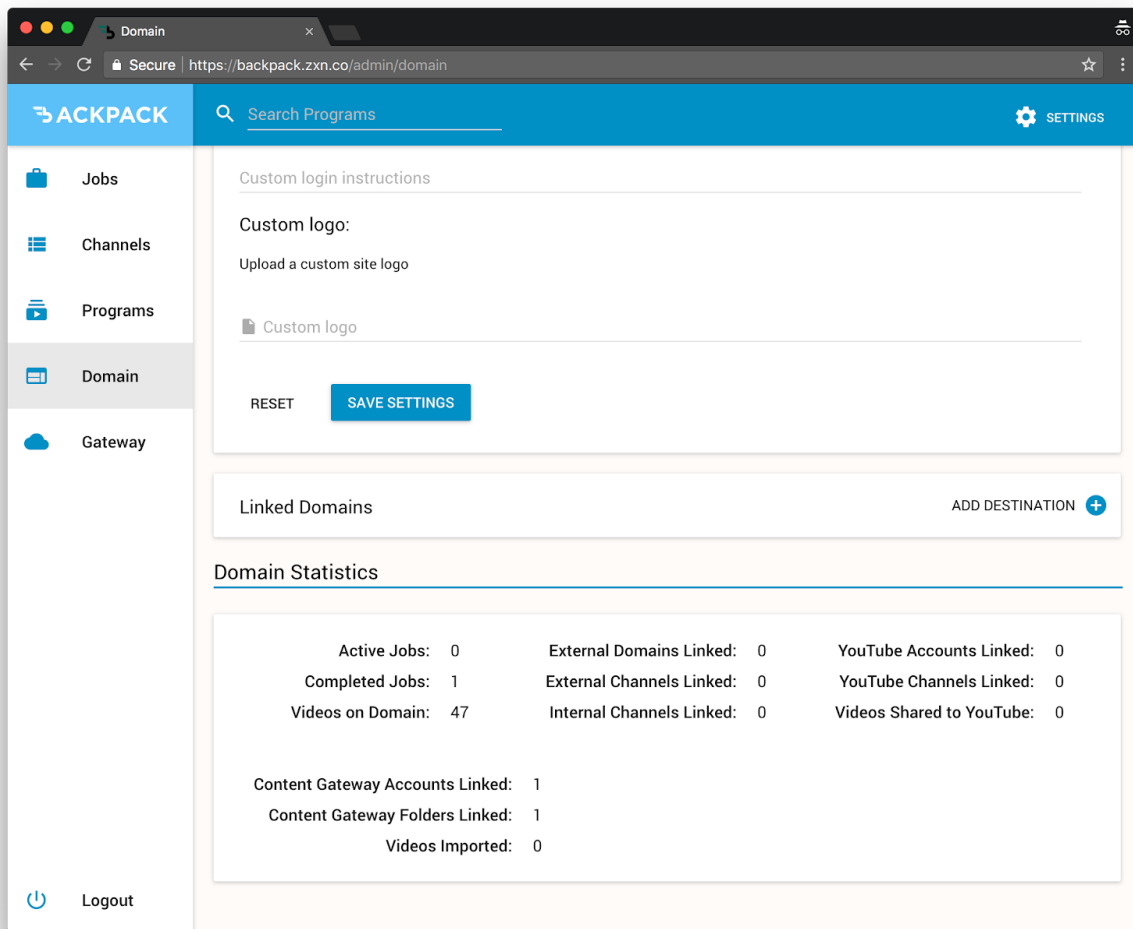 Domain
Secure https://backpack.zxn.co/admin/domain
BACKPACK
Search Programs
SETTINGS
Jobs
Channels
Programs
Domain
Gateway
Logout
Custom login instructions
Custom logo:
Upload a custom site logo
Custom logo
RESET
SAVE SETTINGS
Linked Domains
ADD DESTINATION
Domain Statistics
Active Jobs: 0
Completed Jobs: 1
Videos on Domain: 47
External Domains Linked: 0
External Channels Linked: 0
Internal Channels Linked: 0
YouTube Accounts Linked: 0
YouTube Channels Linked: 0
Videos Shared to YouTube: 0
Content Gateway Accounts Linked: 1
Content Gateway Folders Linked: 1
Videos Imported: 0